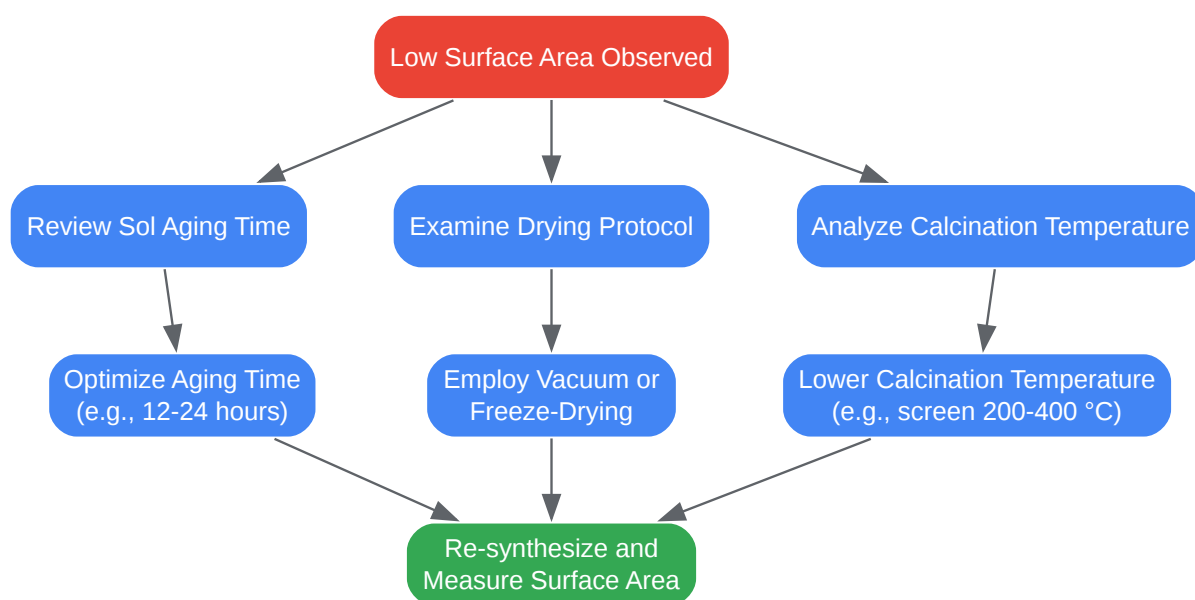 Low Surface Area Observed
Review Sol Aging Time
Examine Drying Protocol
Analyze Calcination Temperature
Optimize Aging Time
(e.g., 12-24 hours)
Employ Vacuum or
Freeze-Drying
Lower Calcination Temperature
(e.g., screen 200-400 °C)
Re-synthesize and
Measure Surface Area